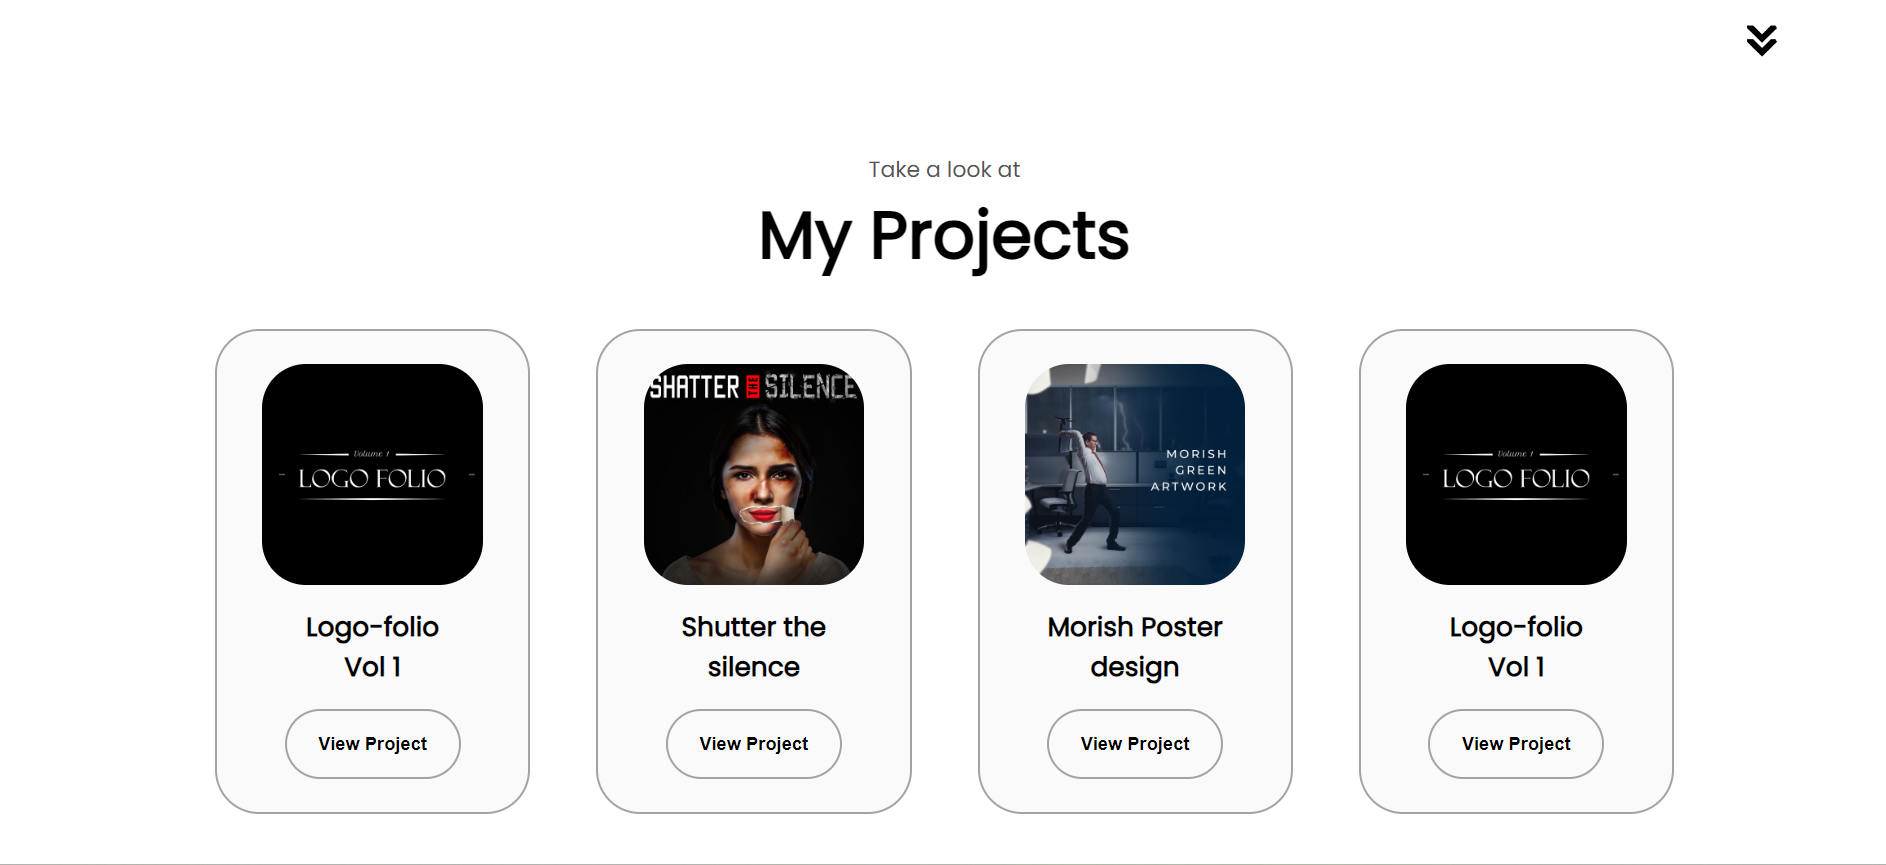 Take a look at
My Projects
Volume 1
- LOGO FOLIO -
SHATTER THE SILENCE
MORISH
GREEN
ARTWORK
Volume 1
- LOGO FOLIO -
Logo-folio
Vol 1
Shutter the
silence
Morish Poster
design
Logo-folio
Vol 1
View Project
View Project
View Project
View Project